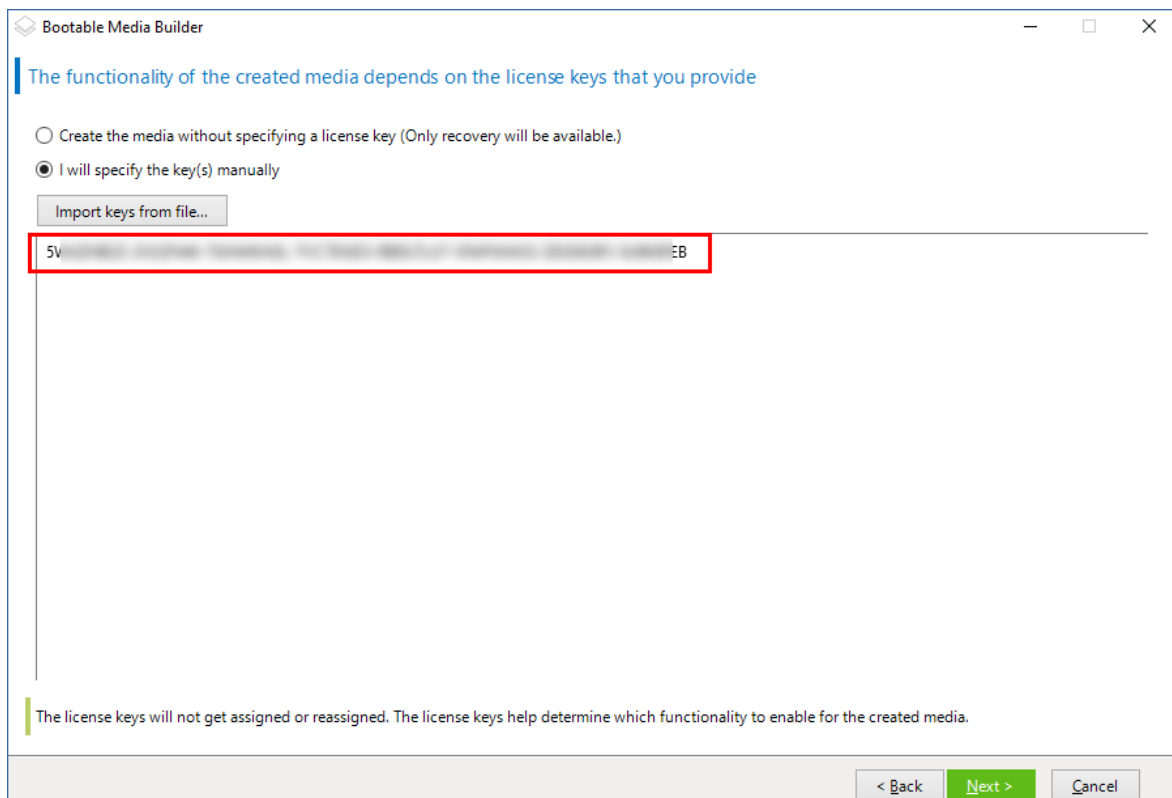 Bootable Media Builder
The functionality of the created media depends on the license keys that you provide
Create the media without specifying a license key (Only recovery will be available.)
I will specify the key(s) manually
Import keys from file...
The license keys will not get assigned or reassigned. The license keys help determine which functionality to enable for the created media.
< Back Next > Cancel